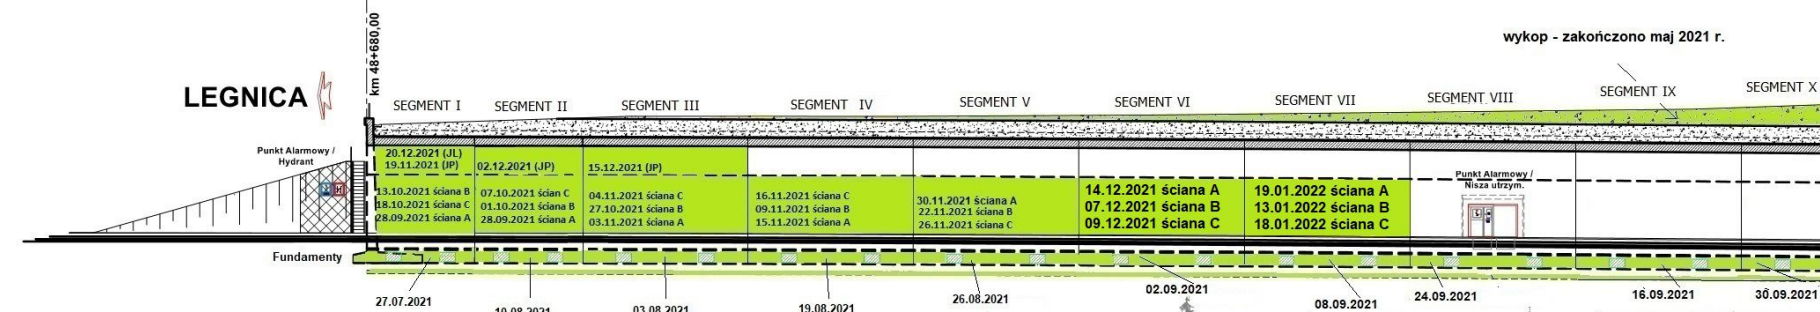 wykop - zakończono maj 2021 r.
km 48+680,00
LEGNICA
SEGMENT I
SEGMENT II
SEGMENT III
SEGMENT IV
SEGMENT V
SEGMENT VI
SEGMENT VII
SEGMENT VIII
SEGMENT IX
SEGMENT X
Punkt Alarmowy /
Hydrant
20.12.2021 (JL)
19.11.2021 (JP)
13.10.2021 ściana B
18.10.2021 ściana C
28.09.2021 ściana A
02.12.2021 (JP)
07.10.2021 ścian C
01.10.2021 ściana B
28.09.2021 ściana A
15.12.2021 (JP)
04.11.2021 ściana C
27.10.2021 ściana B
03.11.2021 ściana A
16.11.2021 ściana C
09.11.2021 ściana B
15.11.2021 ściana A
30.11.2021 ściana A
22.11.2021 ściana B
26.11.2021 ściana C
14.12.2021 ściana A
07.12.2021 ściana B
09.12.2021 ściana C
19.01.2022 ściana A
13.01.2022 ściana B
18.01.2022 ściana C
Punkt Alarmowy /
Nisza utrzym.
H
Fundamenty
27.07.2021
10.08.2021
03.08.2021
19.08.2021
26.08.2021
02.09.2021
08.09.2021
24.09.2021
16.09.2021
30.09.2021